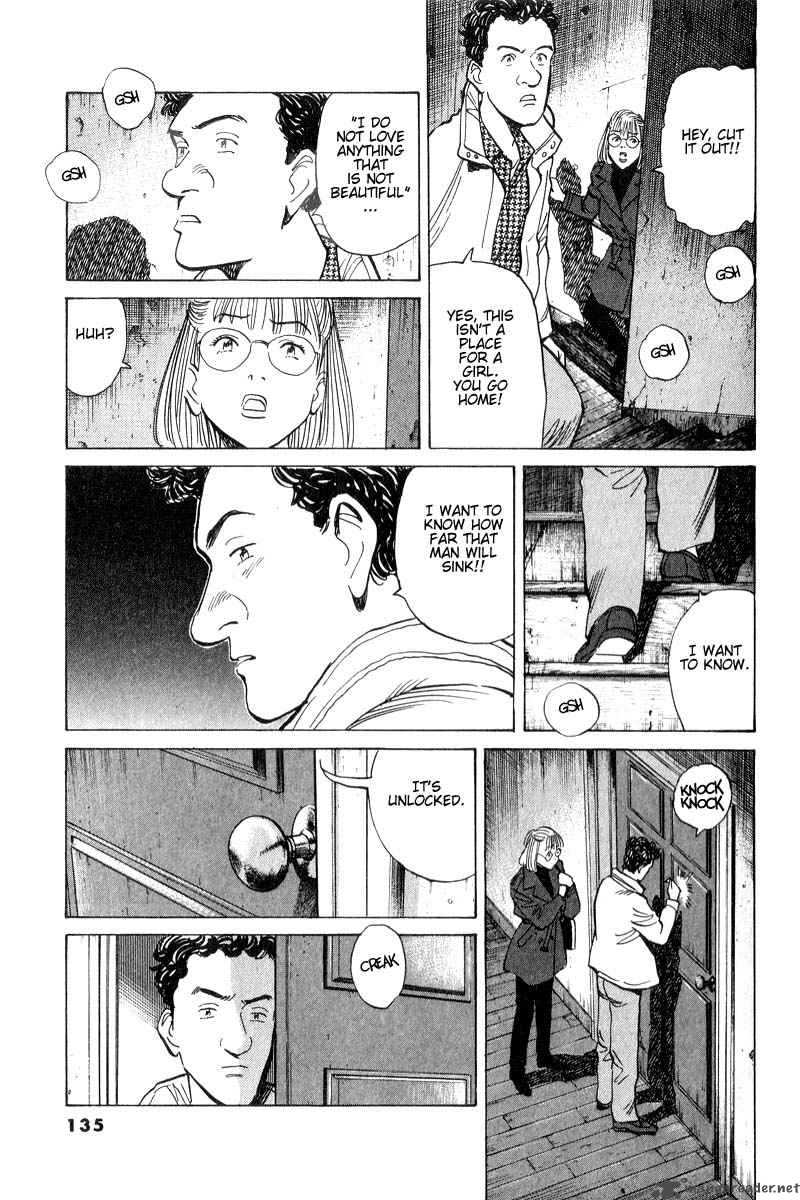 HEY, CUT
IT OUT!!
GSH
GSH
YES, THIS
ISN'T A
PLACE
FOR A
GIRL.
YOU GO
HOME!
GSH
GSH
"I DO
NOT LOVE
ANYTHING
THAT
IS NOT
BEAUTIFUL"
...
HUH?
I WANT
TO KNOW.
GSH
I WANT TO
KNOW HOW
FAR THAT
MAN WILL
SINK!!
KNOCK
KNOCK
IT'S
UNLOCKED.
CREAK
135
mangareader.net